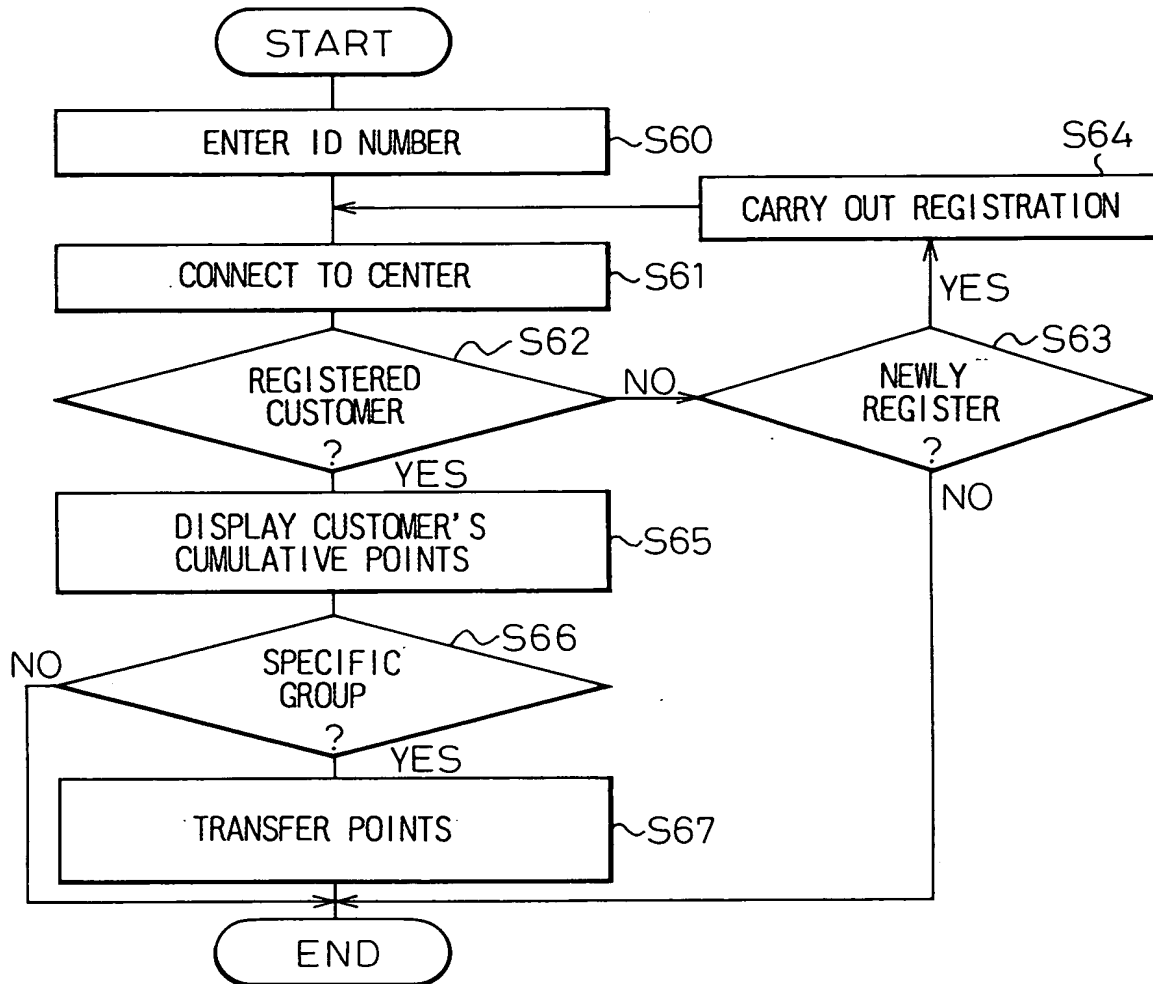 START
ENTER ID NUMBER
S60
S64
CARRY OUT REGISTRATION
CONNECT TO CENTER
S61
YES
S62
S63
REGISTERED
CUSTOMER
?
NO
NEWLY
REGISTER
?
YES
NO
DISPLAY CUSTOMER'S
CUMULATIVE POINTS
S65
S66
NO
SPECIFIC
GROUP
?
YES
TRANSFER POINTS
S67
END